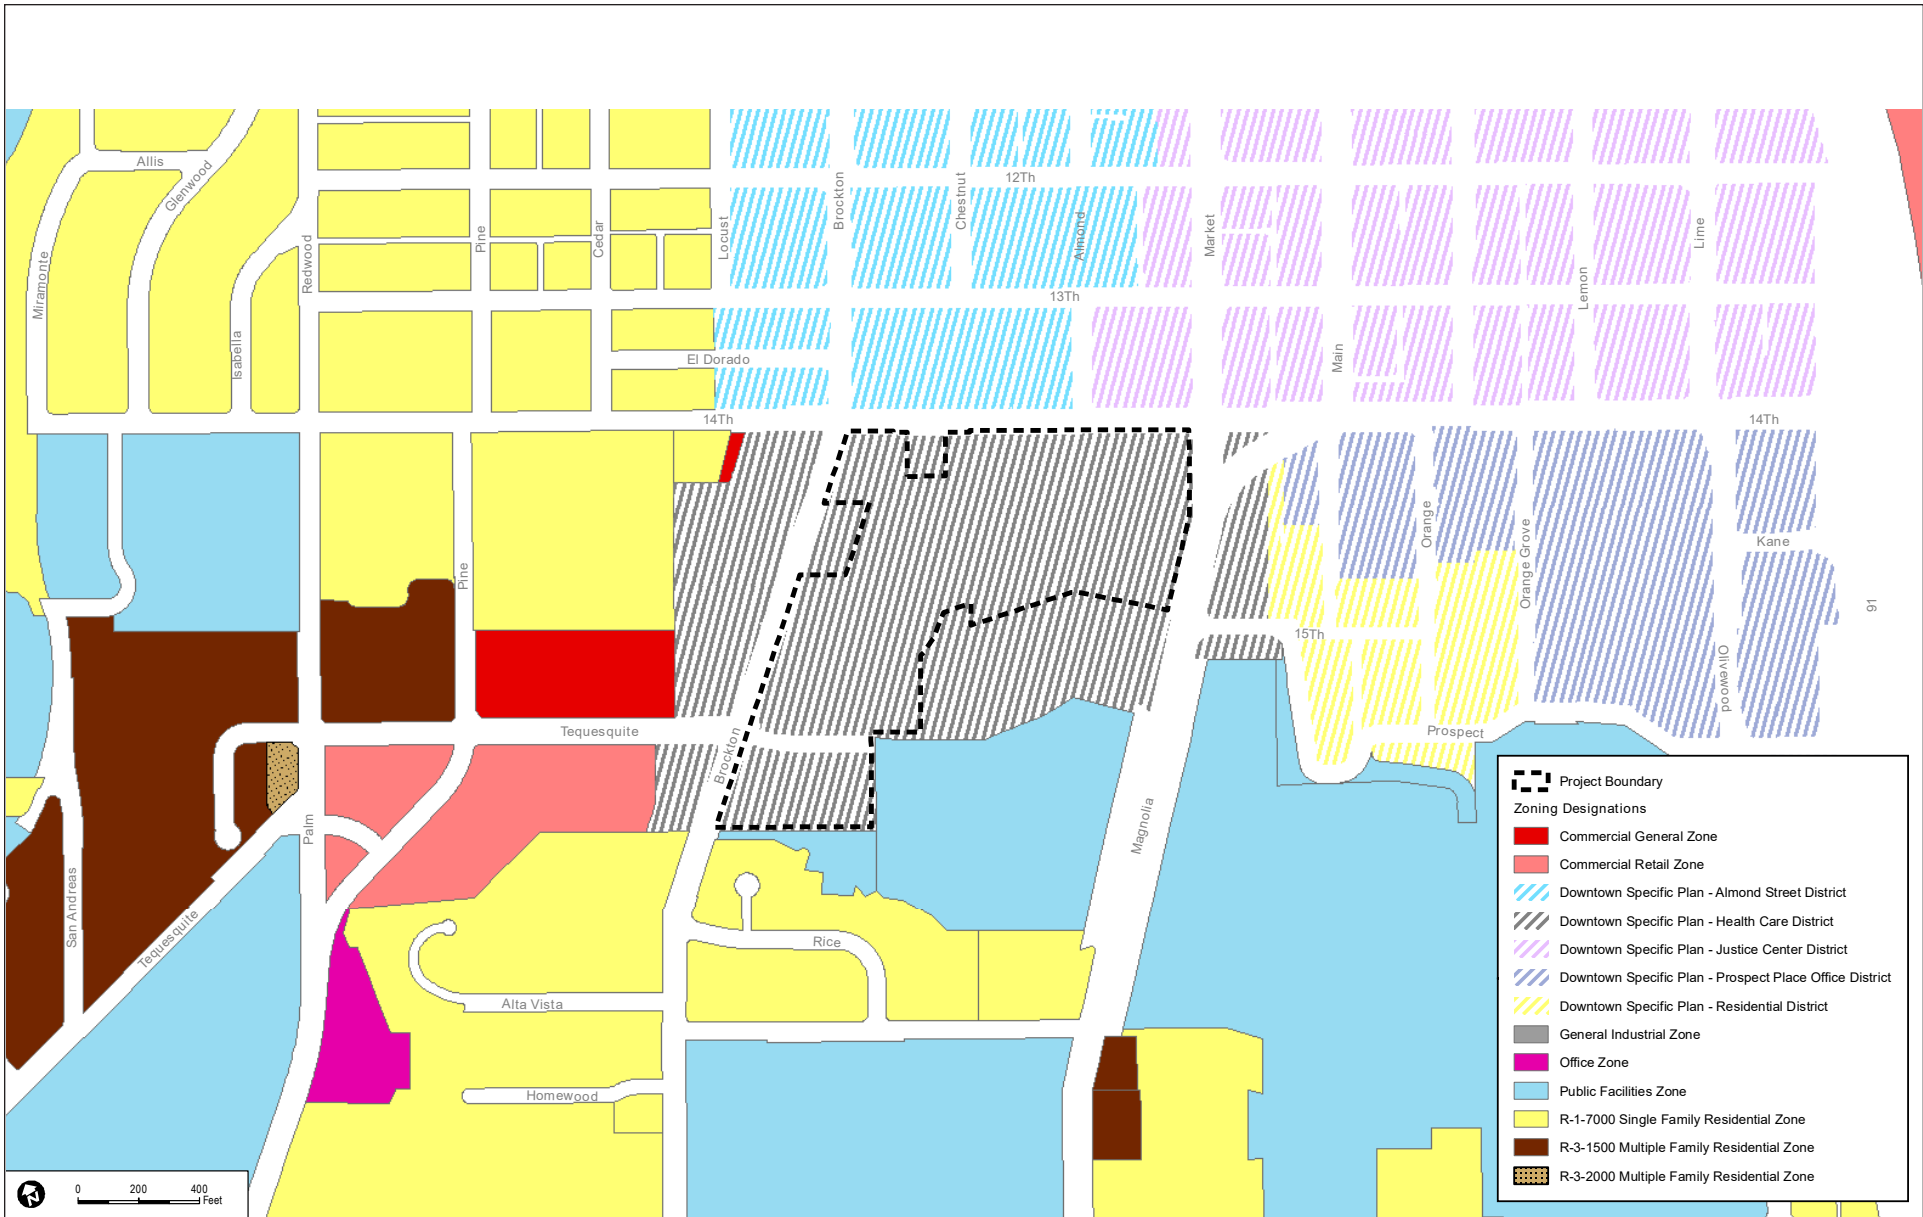 Allis
Glenwood
12Th
Brockton
Chestnut
Almond
Market
Lime
Miramonte
Redwood
Pine
Cedar
Locust
Lemon
13Th
Isabella
El Dorado
Main
14Th
14Th
Pine
Orange
Orange Grove
Kane
91
15Th
Olivewood
Tequesquite
Brockton
Prospect
Palm
Magnolia
San Andreas
Tequesquite
Rice
Alta Vista
Homewood
Project Boundary
Zoning Designations
Commercial General Zone
Commercial Retail Zone
Downtown Specific Plan - Almond Street District
Downtown Specific Plan - Health Care District
Downtown Specific Plan - Justice Center District
Downtown Specific Plan - Prospect Place Office District
Downtown Specific Plan - Residential District
General Industrial Zone
Office Zone
Public Facilities Zone
R-1-7000 Single Family Residential Zone
R-3-1500 Multiple Family Residential Zone
R-3-2000 Multiple Family Residential Zone
N
0 200 400
Feet